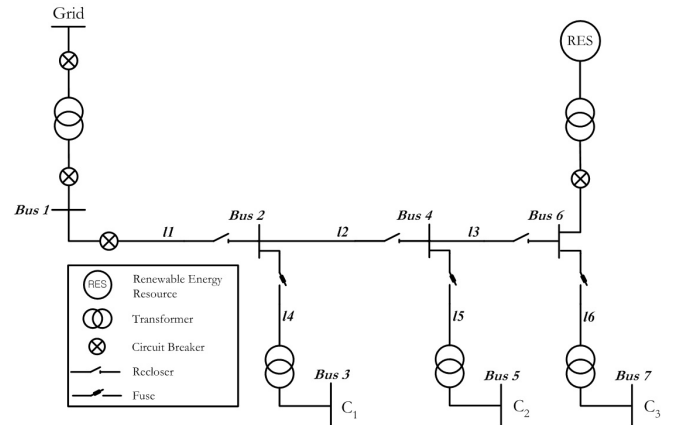 Grid
RES
Bus 1
l1
Bus 2
l2
Bus 4
l3
Bus 6
l4
l5
l6
Bus 3
C1
Bus 5
C2
Bus 7
C3
RES
Renewable Energy
Resource
Transformer
Circuit Breaker
Recloser
Fuse